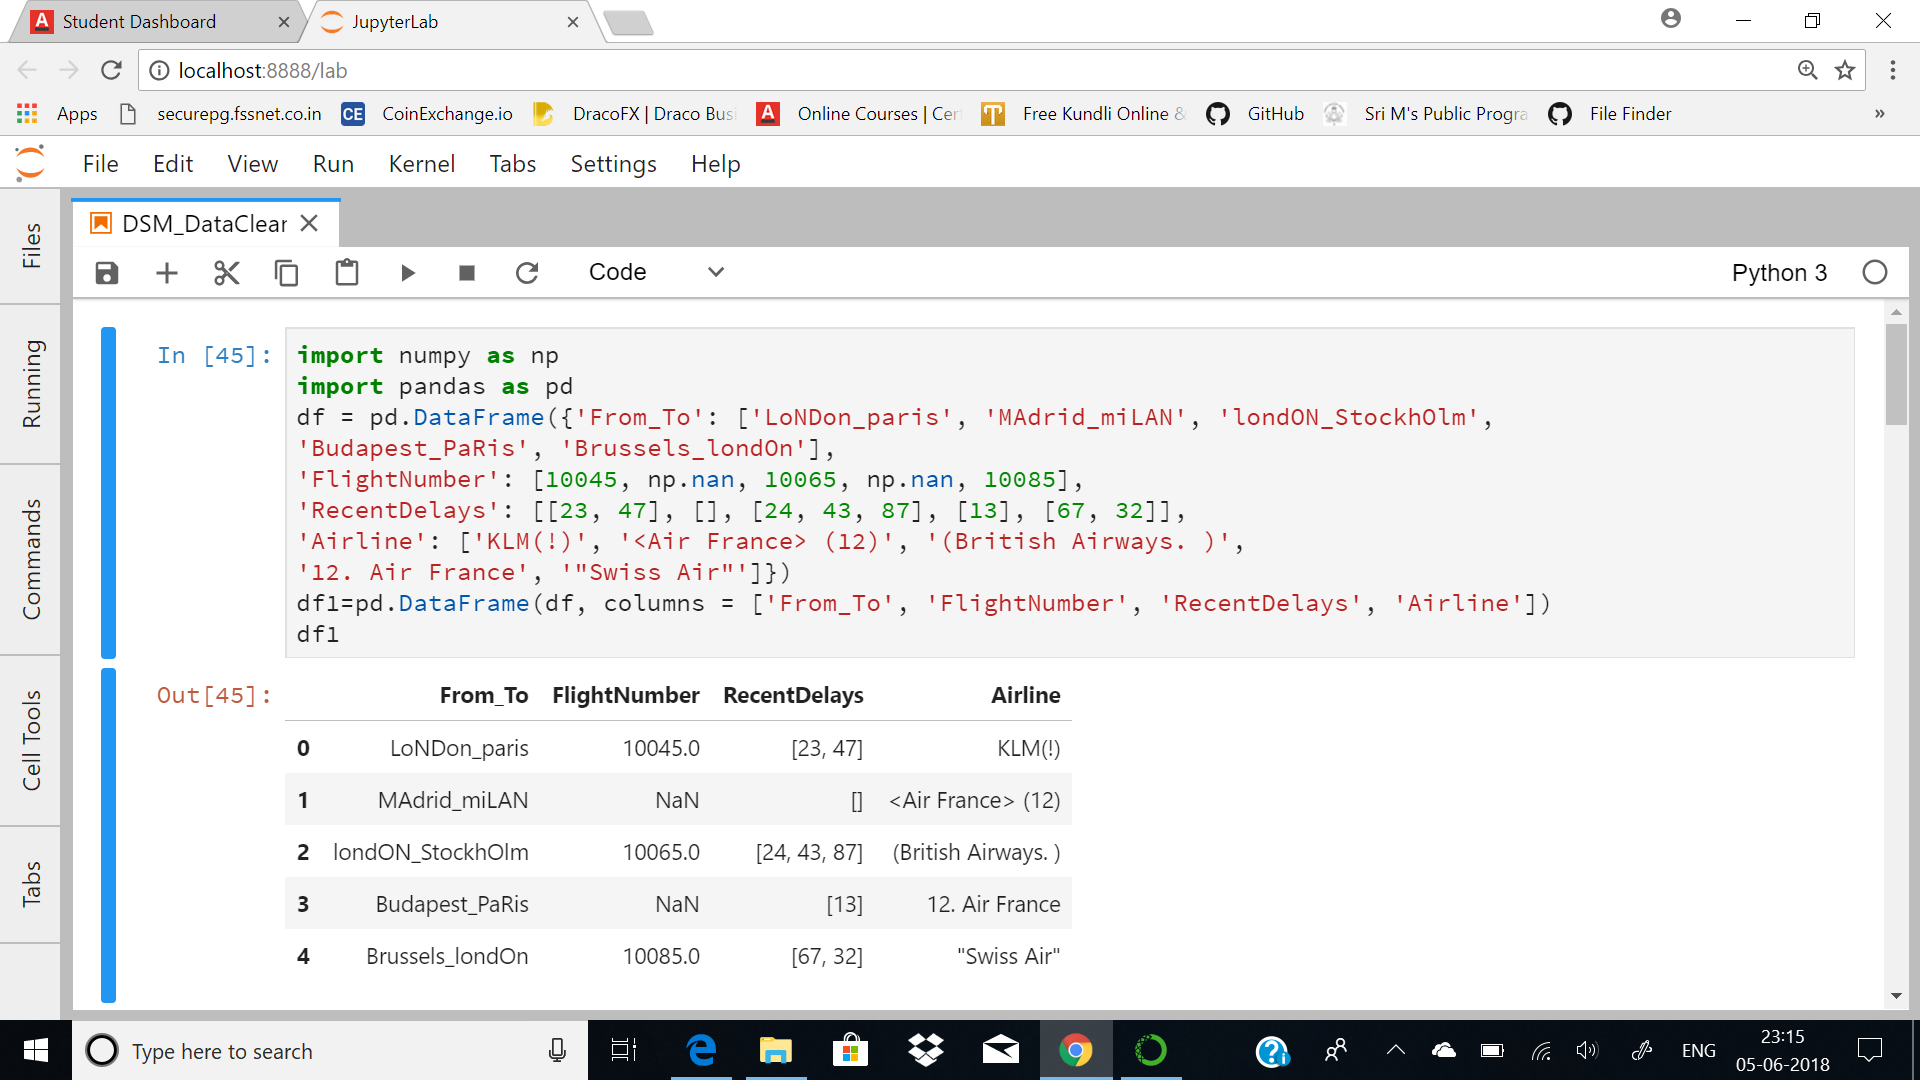 Student Dashboard
JupyterLab
localhost:8888/lab
Apps securepg.fssnet.co.in CE CoinExchange.io DracoFX | Draco Busi A Online Courses | Cert T Free Kundli Online & GitHub Sri M's Public Progra File Finder »
File Edit View Run Kernel Tabs Settings Help
Files
Running
Commands
Cell Tools
Tabs
DSM_DataClear
Code
Python 3
In [45]:
import numpy as np
import pandas as pd
df = pd.DataFrame({'From_To': ['LoNDon_paris', 'MAdrid_miLAN', 'londON_StockhOlm',
'Budapest_PaRis', 'Brussels_londOn'],
'FlightNumber': [10045, np.nan, 10065, np.nan, 10085],
'RecentDelays': [[23, 47], [], [24, 43, 87], [13], [67, 32]],
'Airline': ['KLM(!)', '<Air France> (12)', '(British Airways. )',
'12. Air France', '"Swiss Air"']})
df1=pd.DataFrame(df, columns = ['From_To', 'FlightNumber', 'RecentDelays', 'Airline'])
df1
Out[45]:
From_To FlightNumber RecentDelays Airline
0 LoNDon_paris 10045.0 [23, 47] KLM(!)
1 MAdrid_miLAN NaN [] <Air France> (12)
2 londON_StockhOlm 10065.0 [24, 43, 87] (British Airways. )
3 Budapest_PaRis NaN [13] 12. Air France
4 Brussels_londOn 10085.0 [67, 32] "Swiss Air"
Type here to search
ENG
23:15
05-06-2018